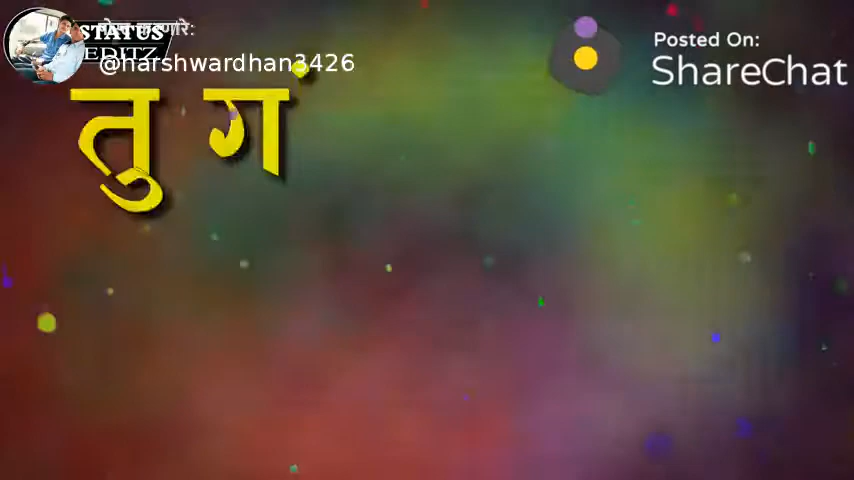 STATUS
EDITZ
@harshwardhan3426
Posted On:
ShareChat
तु ग